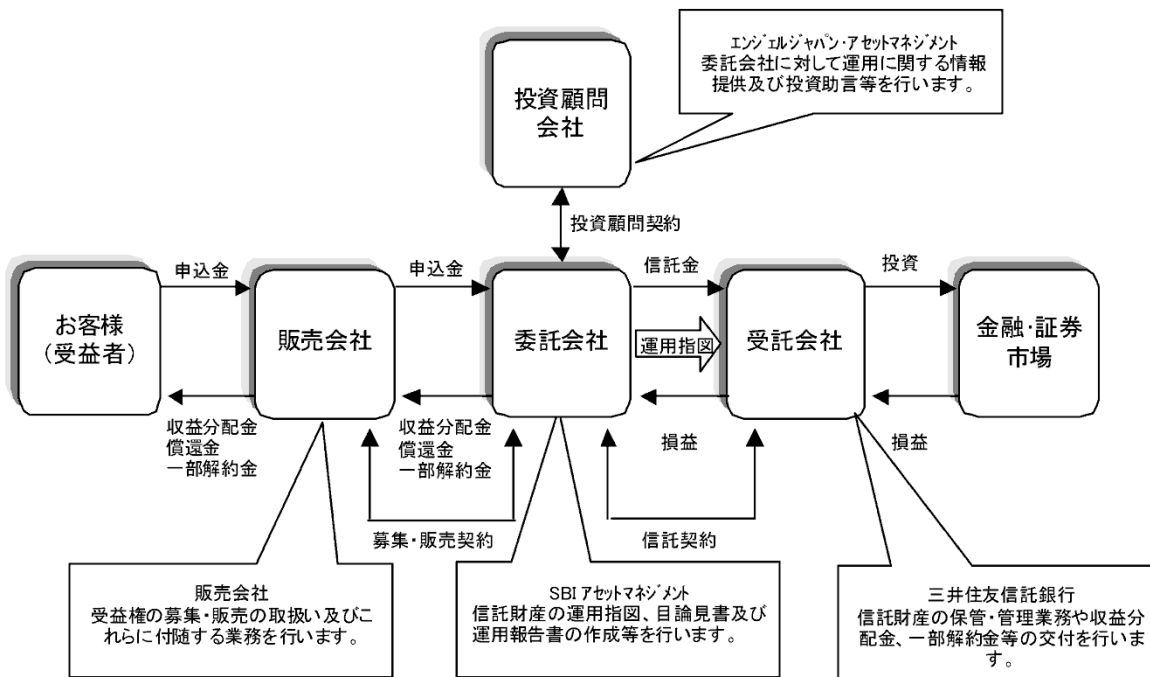 エンジェルジャパン・アセットマネジメント
委託会社に対して運用に関する情報
提供及び投資助言等を行います。
投資顧問
会社
投資顧問契約
申込金
申込金
信託金
投資
お客様
（受益者）
販売会社
委託会社
運用指図
受託会社
金融・証券
市場
収益分配金
償還金
一部解約金
収益分配金
償還金
一部解約金
損益
損益
募集・販売契約
信託契約
販売会社
受益権の募集・販売の取扱い及びこ
れらに付随する業務を行います。
SBI アセットマネジメント
信託財産の運用指図、目論見書及び
運用報告書の作成等を行います。
三井住友信託銀行
信託財産の保管・管理業務や収益分
配金、一部解約金等の交付を行いま
す。